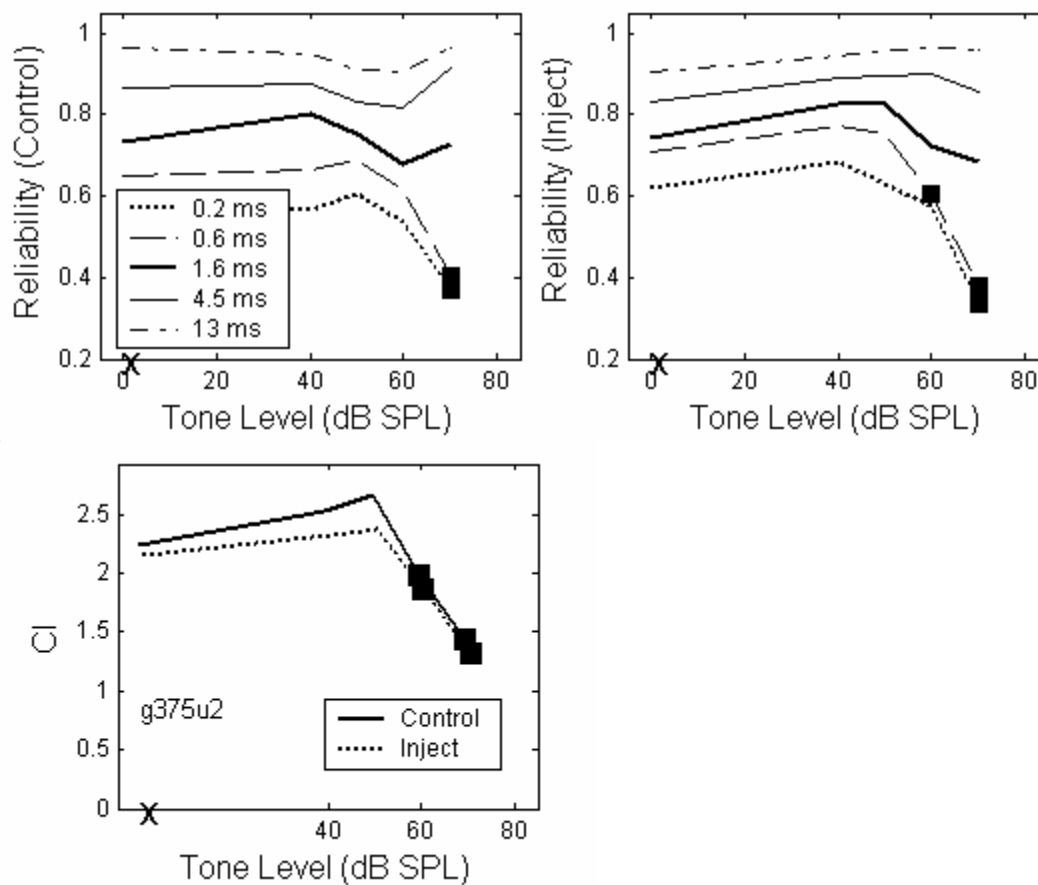 Reliability (Control)
1
0.8
0.6
0.4
0.2
0.2 ms
0.6 ms
1.6 ms
4.5 ms
13 ms
X
0 20 40 60 80
Tone Level (dB SPL)
Reliability (Inject)
1
0.8
0.6
0.4
0.2
X
0 20 40 60 80
Tone Level (dB SPL)
CI
2.5
2
1.5
1
0.5
0
g375u2
Control
Inject
X
40 60 80
Tone Level (dB SPL)